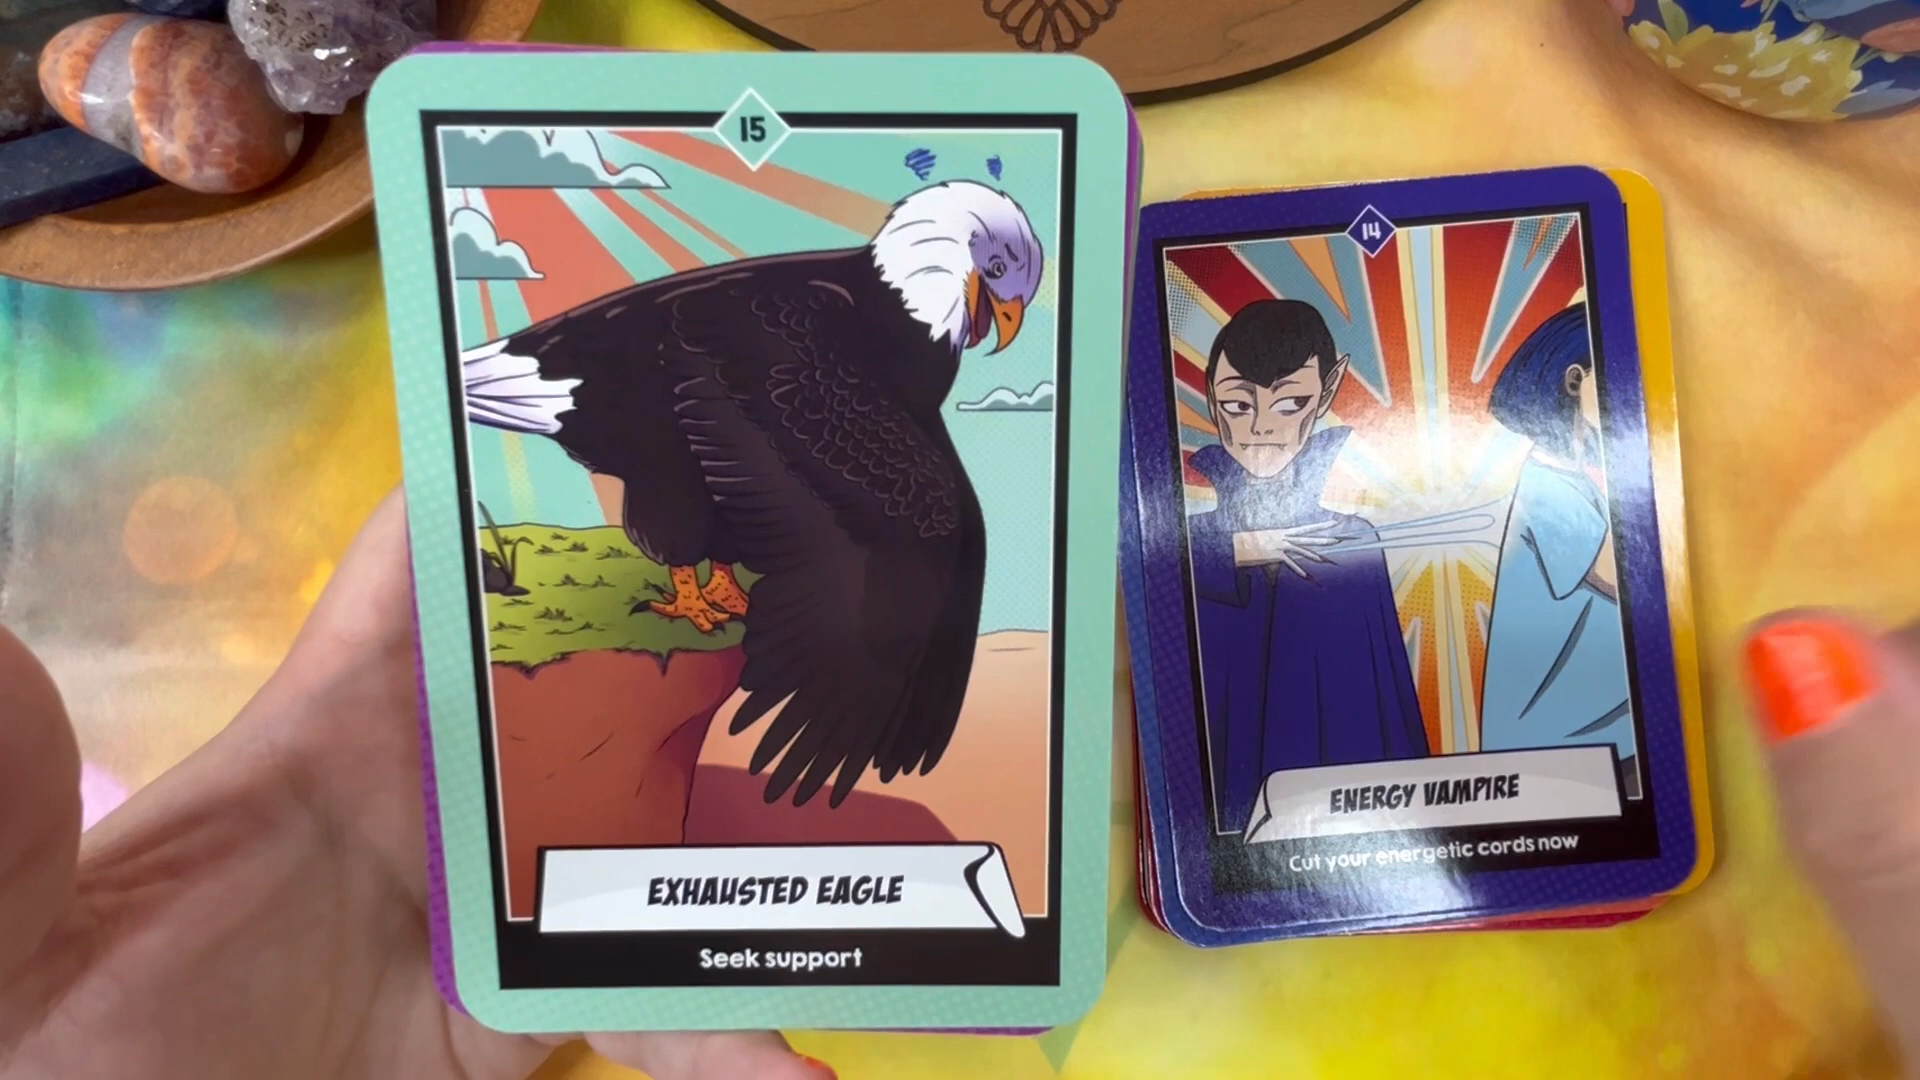 15
EXHAUSTED EAGLE
Seek support
14
ENERGY VAMPIRE
Cut your energetic cords now